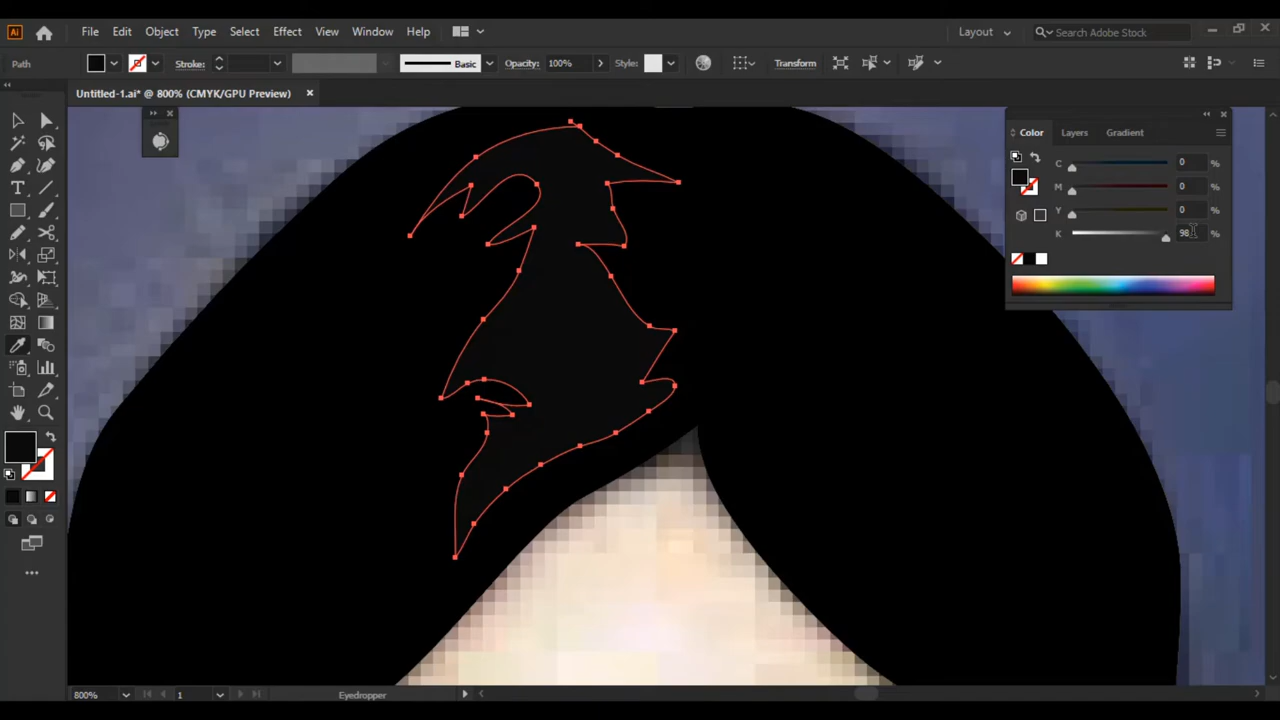 Ai File Edit Object Type Select Effect View Window Help Layout Search Adobe Stock
Path Stroke: Basic Opacity: 100% Style: Transform
Untitled-1.ai* @ 800% (CMYK/GPU Preview)
Color Layers Gradient
C 0 %
M 0 %
Y 0 %
K 98 %
T
800% 1 Eyedropper